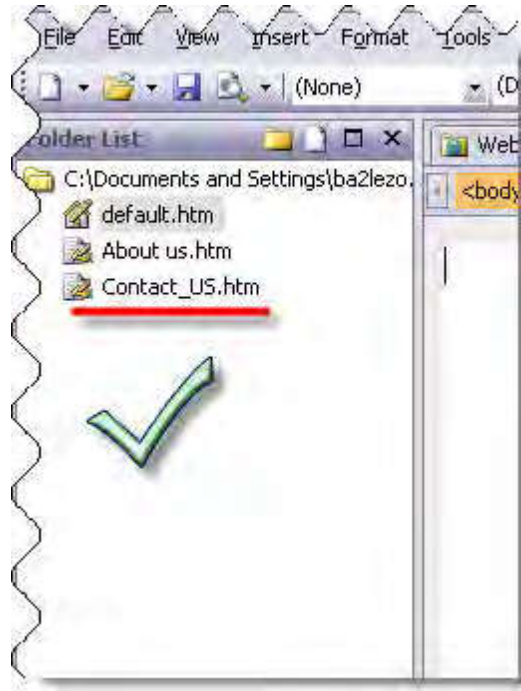 File Edit View Insert Format Tools
(None) (D
Folder List Web
C:\Documents and Settings\ba2lezo.
<body
default.htm
About us.htm
Contact_US.htm